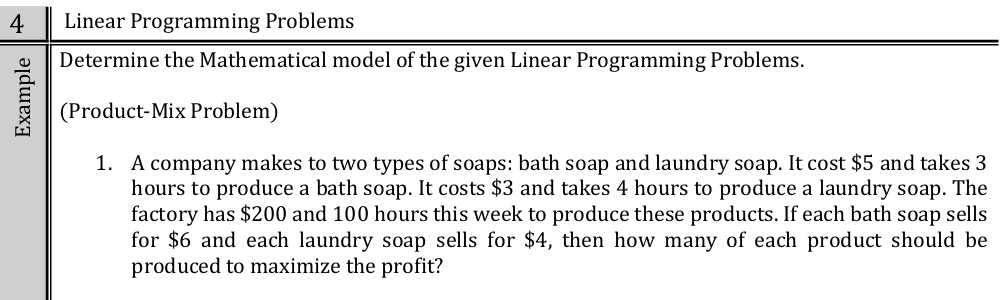 4 Linear Programming Problems
Example
Determine the Mathematical model of the given Linear Programming Problems.
(Product-Mix Problem)
1. A company makes to two types of soaps: bath soap and laundry soap. It cost $5 and takes 3
hours to produce a bath soap. It costs $3 and takes 4 hours to produce a laundry soap. The
factory has $200 and 100 hours this week to produce these products. If each bath soap sells
for $6 and each laundry soap sells for $4, then how many of each product should be
produced to maximize the profit?